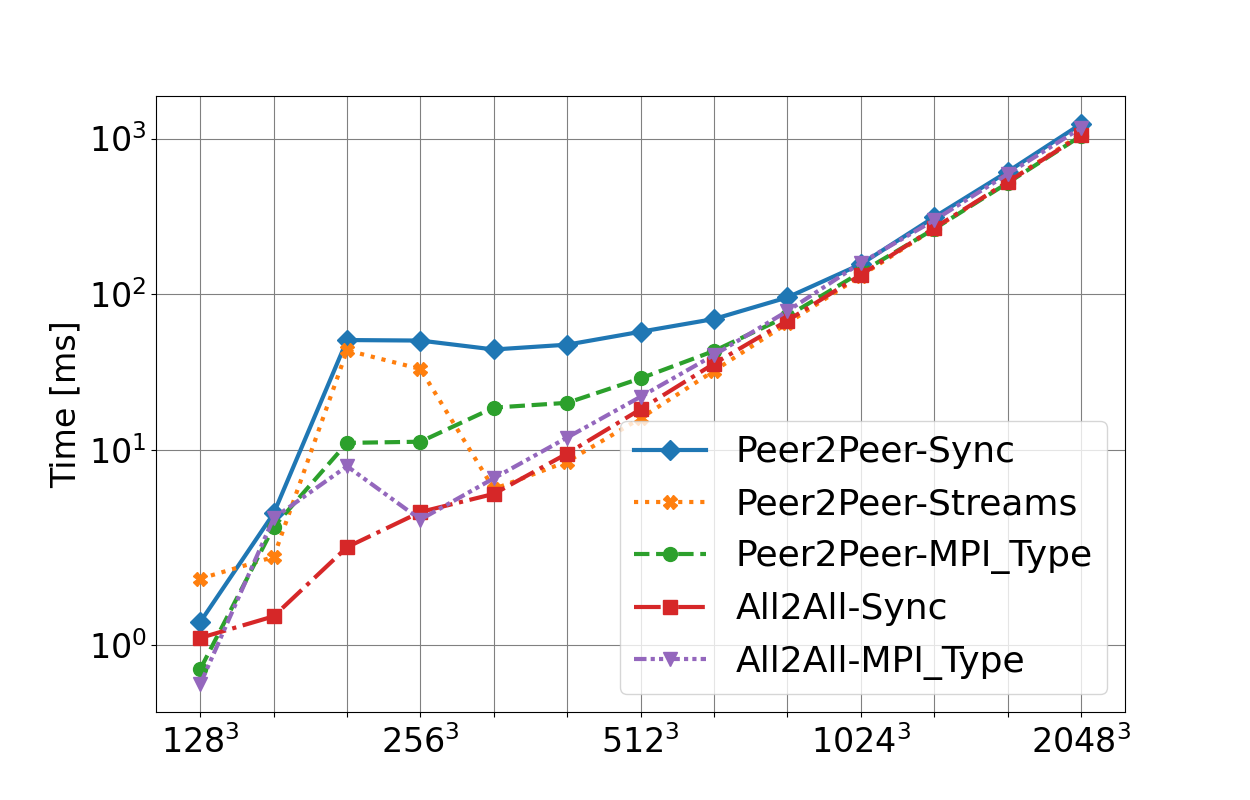 10³
10²
10¹
10⁰
Time [ms]
Peer2Peer-Sync
Peer2Peer-Streams
Peer2Peer-MPI_Type
All2All-Sync
All2All-MPI_Type
128³ 256³ 512³ 1024³ 2048³